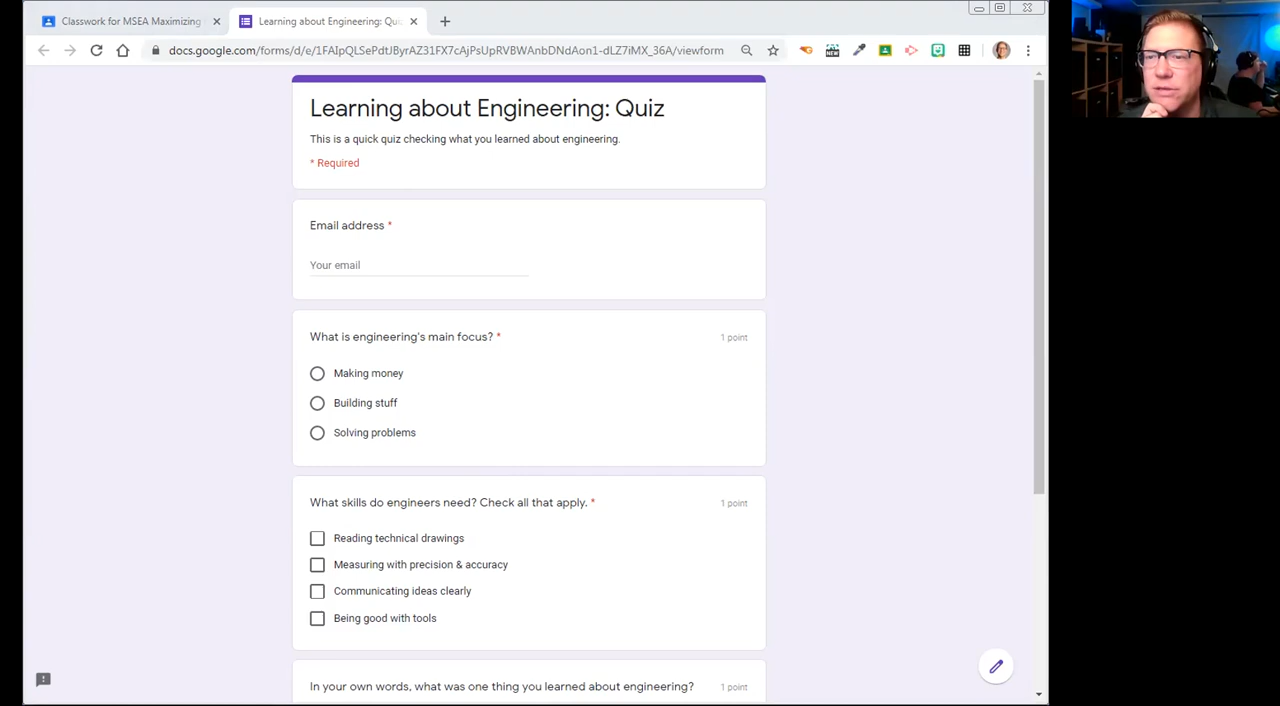 Classwork for MSEA Maximizing
Learning about Engineering: Quiz
docs.google.com/forms/d/e/1FAIpQLSePdtJByrAZ31FX7cAjPsUpRVBWAnbDNdAon1-dLZ7iMX_36A/viewform
NEW
Learning about Engineering: Quiz
This is a quick quiz checking what you learned about engineering.
* Required
Email address *
Your email
What is engineering's main focus? * 1 point
Making money
Building stuff
Solving problems
What skills do engineers need? Check all that apply. * 1 point
Reading technical drawings
Measuring with precision & accuracy
Communicating ideas clearly
Being good with tools
In your own words, what was one thing you learned about engineering? 1 point